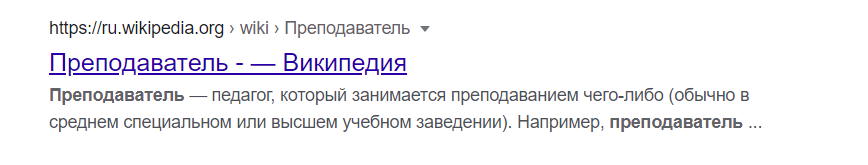 https://ru.wikipedia.org › wiki › Преподаватель
Преподаватель - — Википедия
Преподаватель — педагог, который занимается преподаванием чего-либо (обычно в
среднем специальном или высшем учебном заведении). Например, преподаватель ...